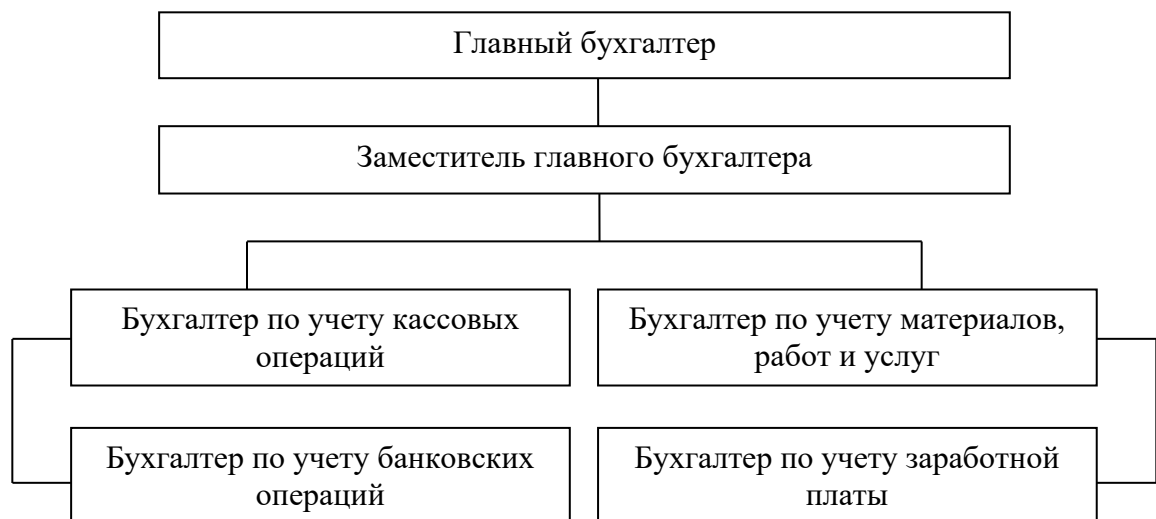 Главный бухгалтер
Заместитель главного бухгалтера
Бухгалтер по учету кассовых
операций
Бухгалтер по учету материалов,
работ и услуг
Бухгалтер по учету банковских
операций
Бухгалтер по учету заработной
платы